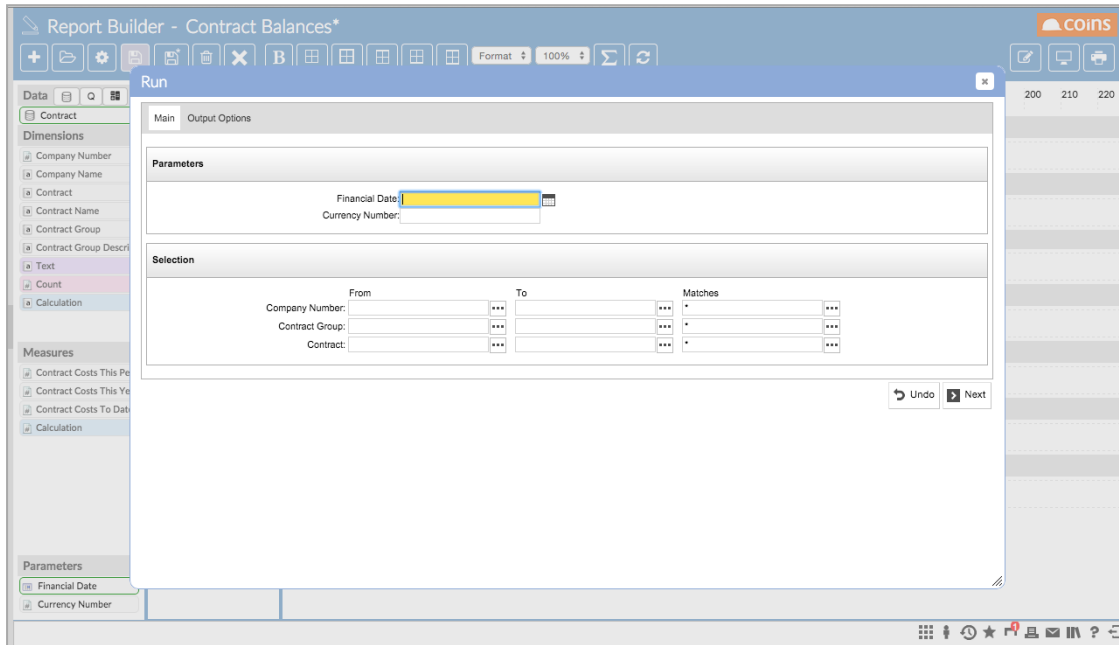 Report Builder - Contract Balances*
coins
B Format 100% Σ
Run
Data
200 210 220
Contract
Main Output Options
Dimensions
Company Number
Parameters
a Company Name
a Contract
Financial Date:
a Contract Name
Currency Number:
a Contract Group
a Contract Group Descri
Selection
a Text
Count
From To Matches
a Calculation
Company Number: ... ... * ...
Contract Group: ... ... * ...
Contract: ... ... * ...
Measures
Contract Costs This Pe
Contract Costs This Ye
Undo Next
Contract Costs To Date
Calculation
Parameters
Financial Date
Currency Number
1
?